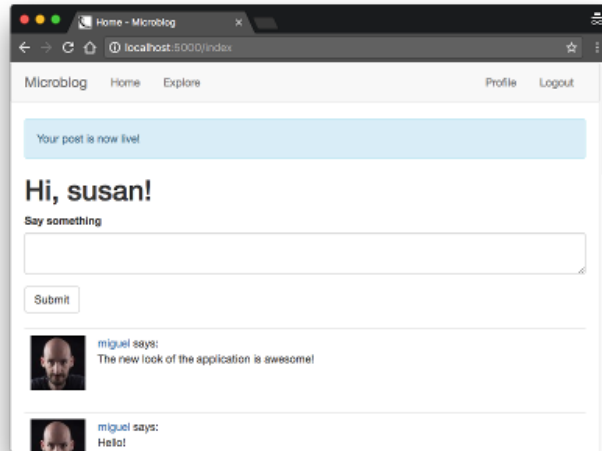 Home - Microblog
localhost:5000/index
Microblog Home Explore Profile Logout
Your post is now live!
Hi, susan!
Say something
Submit
miguel says:
The new look of the application is awesome!
miguel says:
Hello!